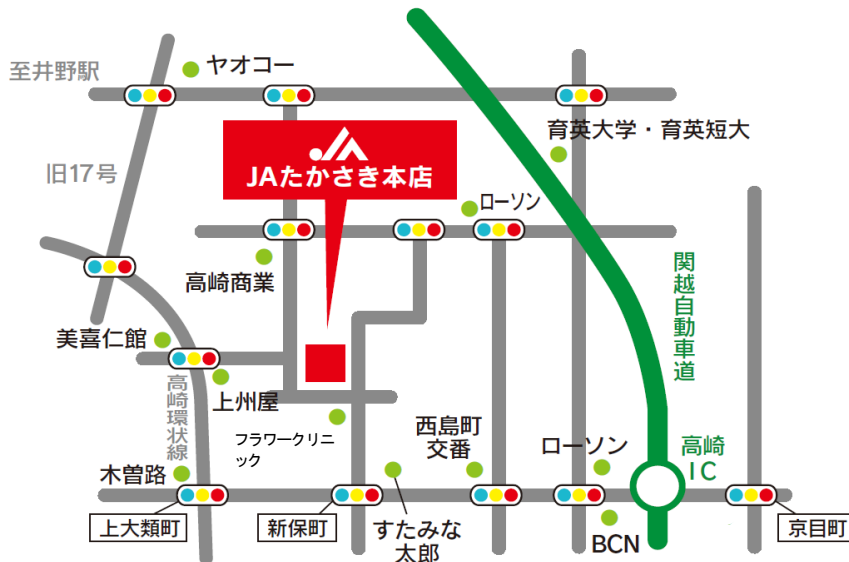 ヤオコー
至井野駅
育英大学・育英短大
JA
JAたかさき本店
旧17号
ローソン
高崎商業
関越自動車道
美喜仁館
上州屋
高崎環状線
フラワークリニ
ック
西島町
交番
ローソン
高崎
IC
木曽路
上大類町
新保町
すたみな
太郎
BCN
京目町